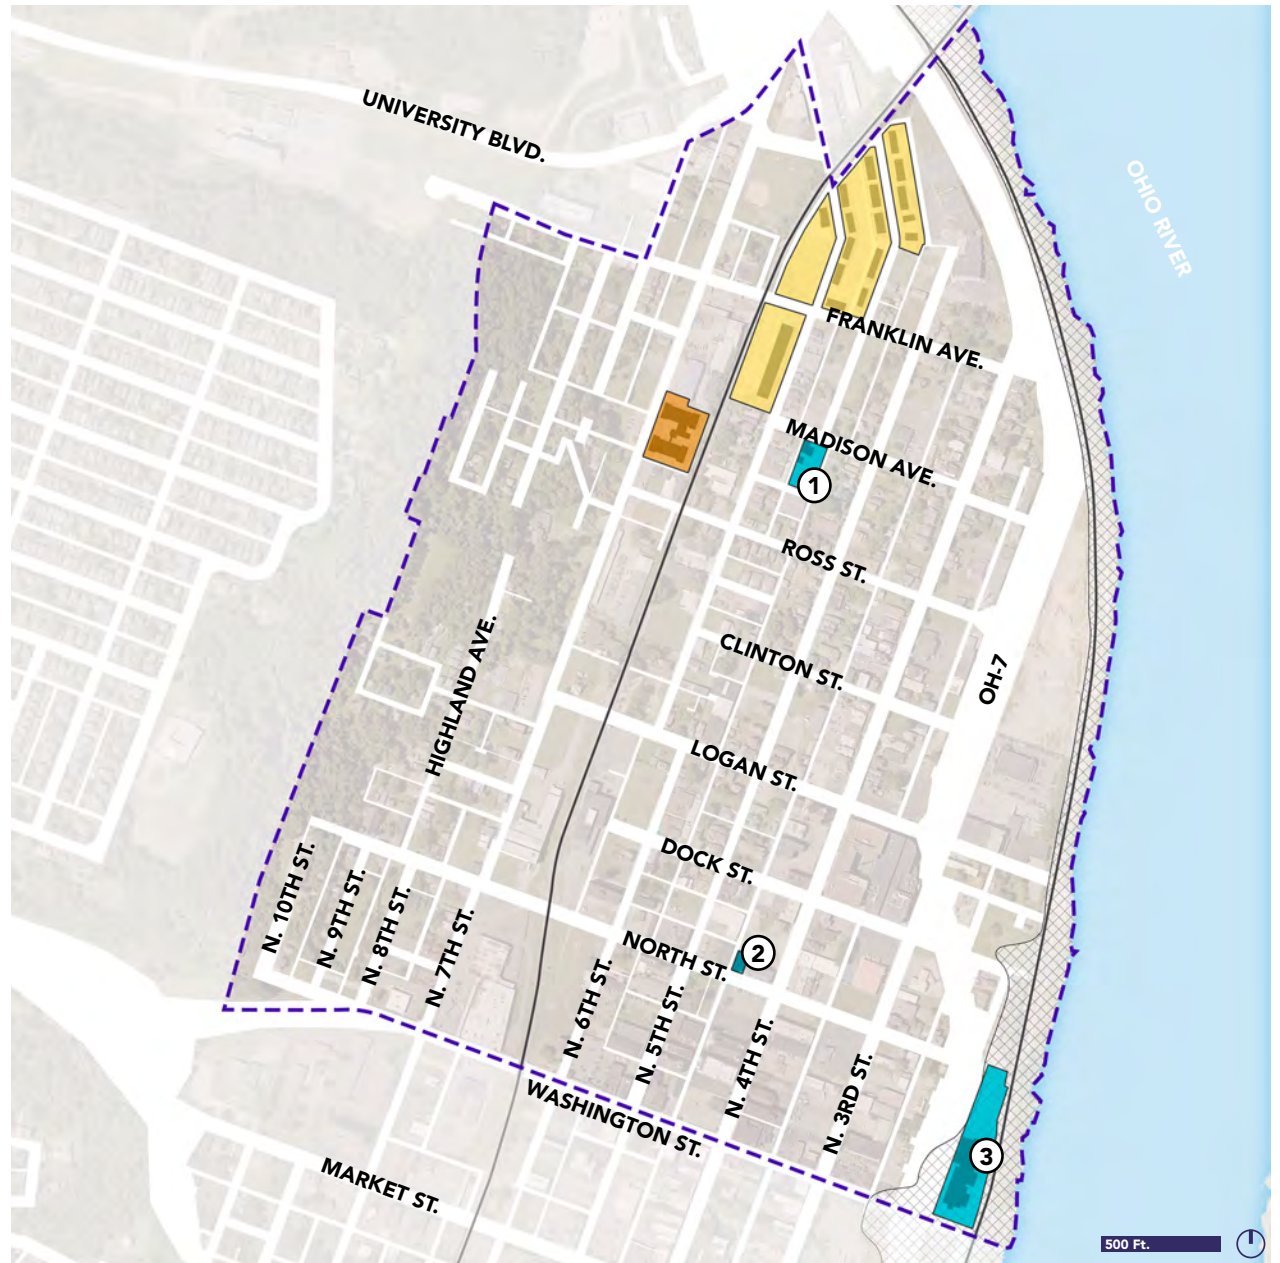 UNIVERSITY BLVD.
OHIO RIVER
FRANKLIN AVE.
MADISON AVE.
1
ROSS ST.
CLINTON ST.
HIGHLAND AVE.
OH-7
LOGAN ST.
DOCK ST.
N. 10TH ST.
N. 9TH ST.
N. 8TH ST.
N. 7TH ST.
NORTH ST.
2
N. 6TH ST.
N. 5TH ST.
N. 4TH ST.
N. 3RD ST.
WASHINGTON ST.
3
MARKET ST.
500 Ft.